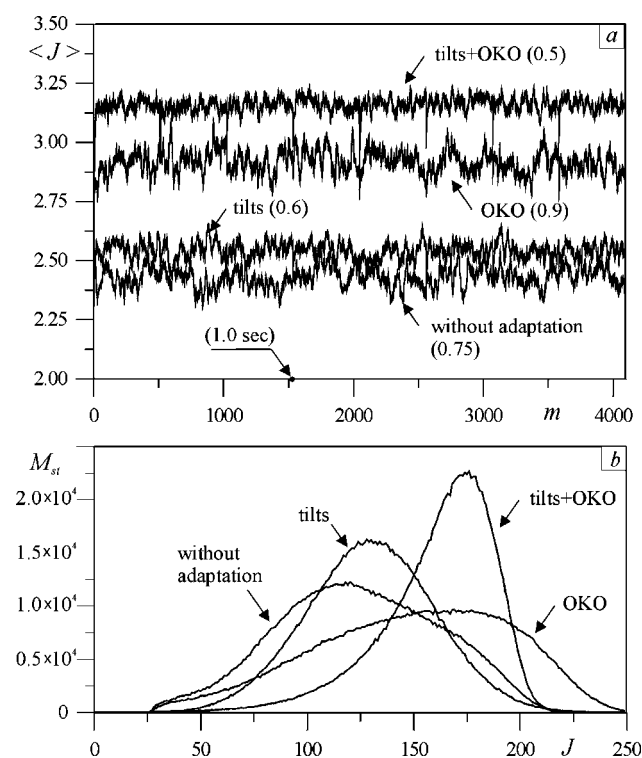 3.50
<J>
a
tilts+OKO (0.5)
3.25
3.00
2.75
tilts (0.6)
OKO (0.9)
2.50
2.25
(1.0 sec)
without adaptation
(0.75)
2.00
0 1000 2000 3000 m 4000
M_st
b
2.0×10⁴
tilts
tilts+OKO
1.5×10⁴
without
adaptation
OKO
1.0×10⁴
0.5×10⁴
0
0 50 100 150 200 J 250